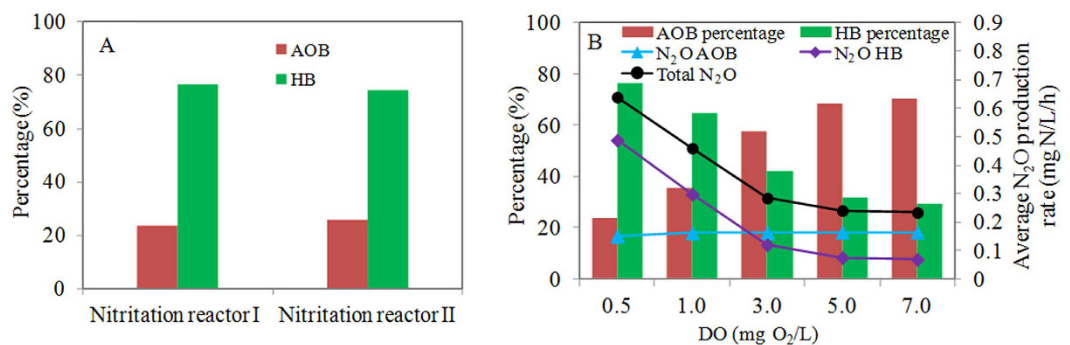 A
AOB
HB
Percentage (%)
100
80
60
40
20
0
Nitritation reactor I
Nitritation reactor II
B
AOB percentage
HB percentage
N₂O AOB
N₂O HB
Total N₂O
Percentage (%)
100
80
60
40
20
0
0.5
1.0
3.0
5.0
7.0
DO (mg O₂/L)
0.9
0.8
0.7
0.6
0.5
0.4
0.3
0.2
0.1
0
Average N₂O production
rate (mg N/L/h)